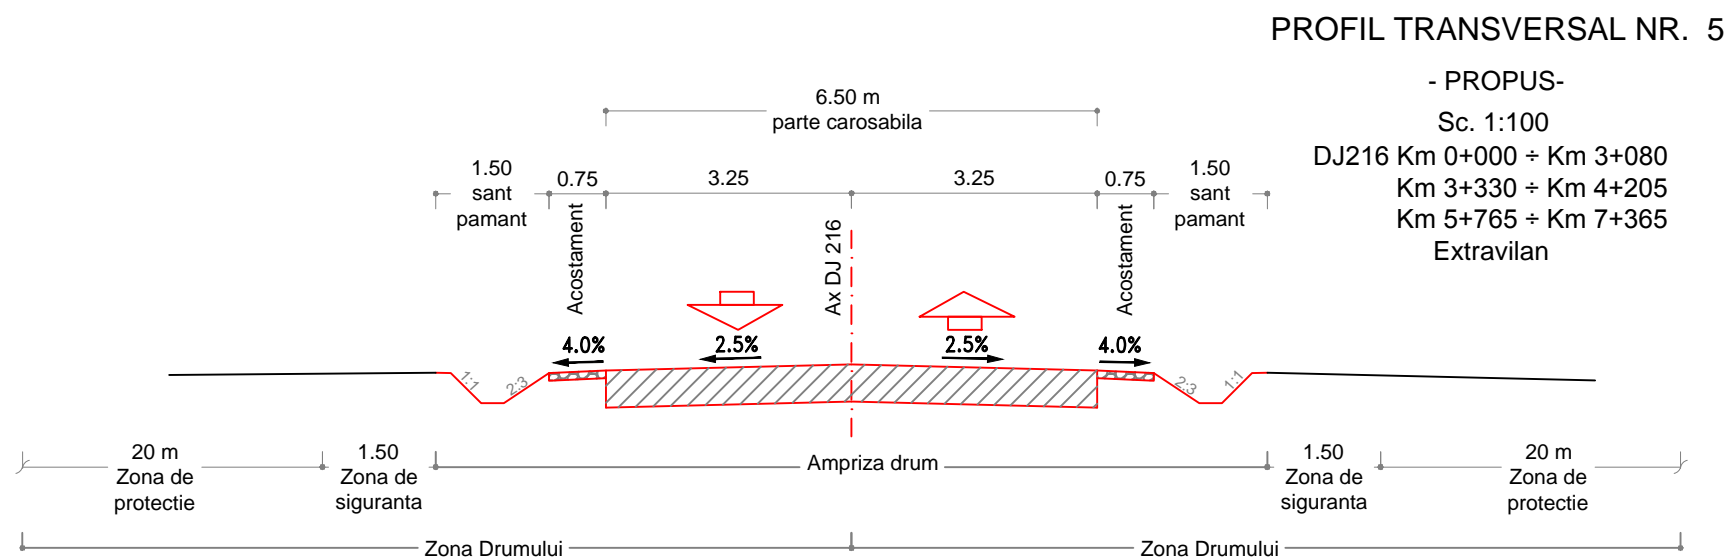 PROFIL TRANSVERSAL NR. 5
- PROPUS-
Sc. 1:100
DJ216 Km 0+000 ÷ Km 3+080
Km 3+330 ÷ Km 4+205
Km 5+765 ÷ Km 7+365
Extravilan
6.50 m
parte carosabila
1.50
sant
pamant
0.75
3.25
3.25
0.75
1.50
sant
pamant
Acostament
Ax DJ 216
Acostament
4.0%
2.5%
2.5%
4.0%
1:1
2:3
2:3
1:1
20 m
Zona de
protectie
1.50
Zona de
siguranta
Ampriza drum
1.50
Zona de
siguranta
20 m
Zona de
protectie
Zona Drumului
Zona Drumului